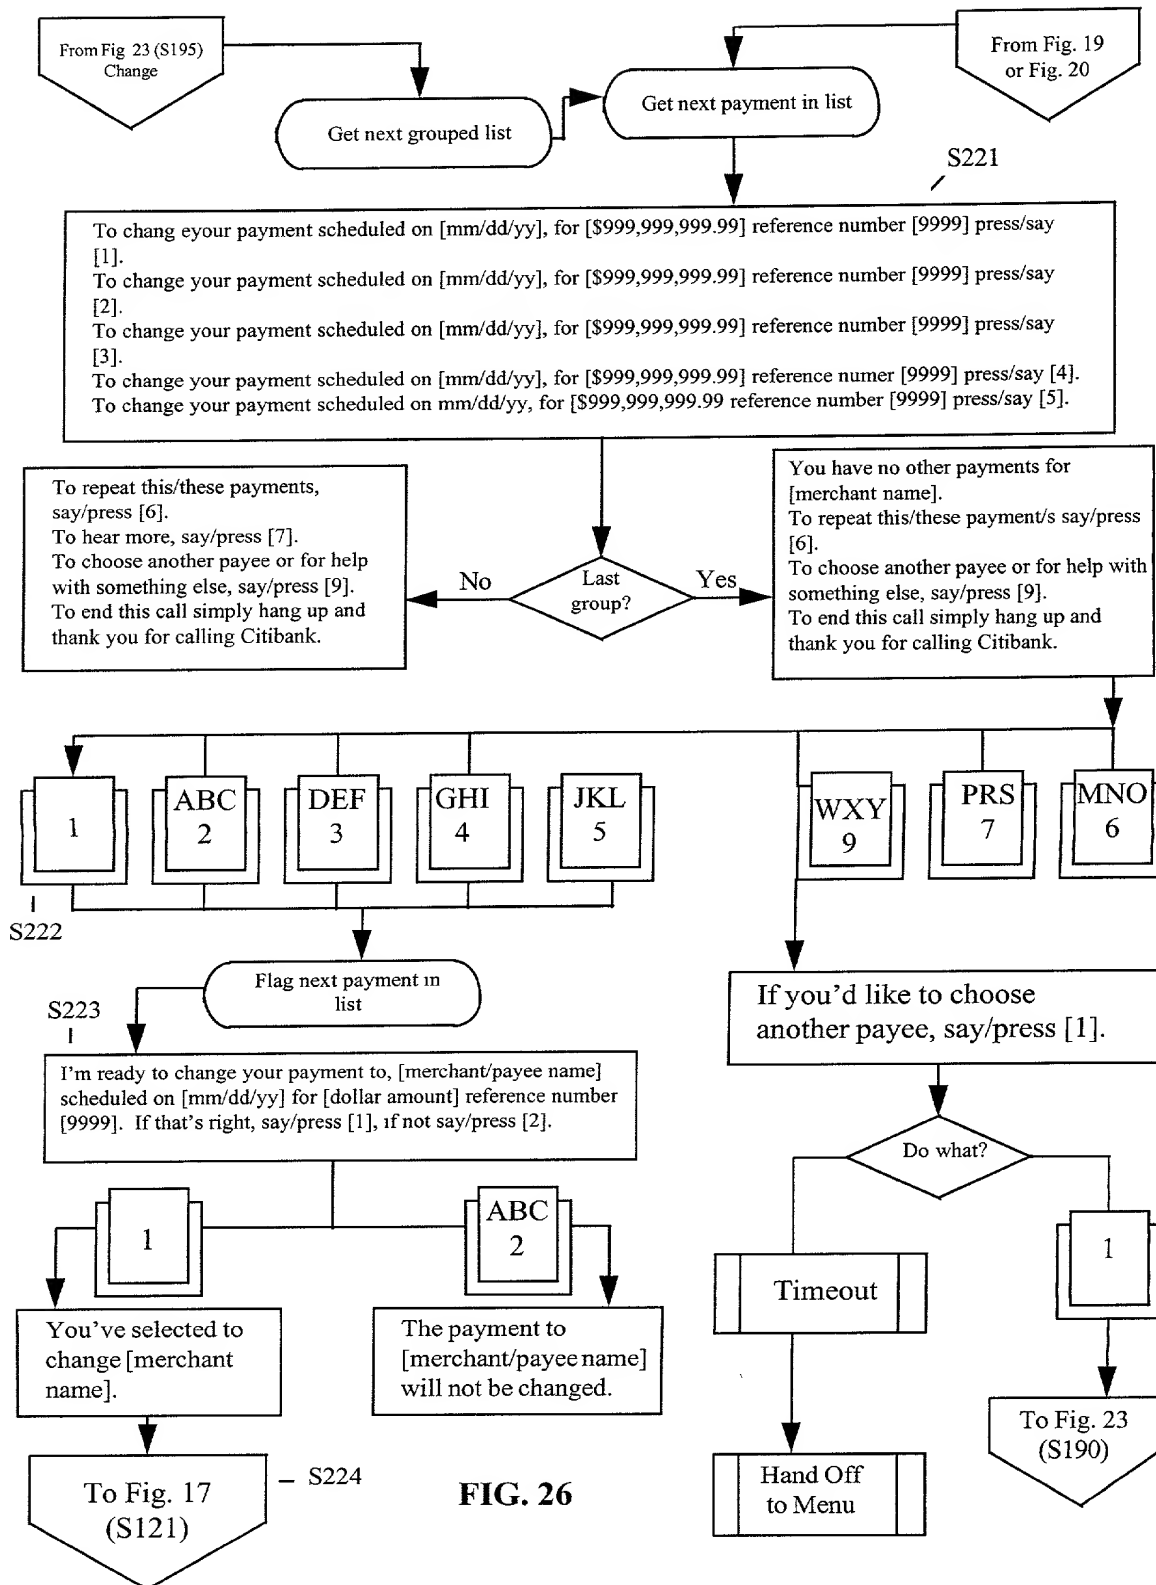 From Fig 23 (S195)
Change
From Fig. 19
or Fig. 20
Get next grouped list
Get next payment in list
S221
To chang eyour payment scheduled on [mm/dd/yy], for [$999,999,999.99] reference number [9999] press/say
[1].
To change your payment scheduled on [mm/dd/yy], for [$999,999,999.99] reference number [9999] press/say
[2].
To change your payment scheduled on [mm/dd/yy], for [$999,999,999.99] reference number [9999] press/say
[3].
To change your payment scheduled on [mm/dd/yy], for [$999,999,999.99] reference numer [9999] press/say [4].
To change your payment scheduled on mm/dd/yy, for [$999,999,999.99 reference number [9999] press/say [5].
To repeat this/these payments,
say/press [6].
To hear more, say/press [7].
To choose another payee or for help
with something else, say/press [9].
To end this call simply hang up and
thank you for calling Citibank.
No
Last
group?
Yes
You have no other payments for
[merchant name].
To repeat this/these payment/s say/press
[6].
To choose another payee or for help with
something else, say/press [9].
To end this call simply hang up and
thank you for calling Citibank.
1
ABC
2
DEF
3
GHI
4
JKL
5
WXY
9
PRS
7
MNO
6
S222
Flag next payment in
list
S223
I'm ready to change your payment to, [merchant/payee name]
scheduled on [mm/dd/yy] for [dollar amount] reference number
[9999]. If that's right, say/press [1], if not say/press [2].
If you'd like to choose
another payee, say/press [1].
Do what?
1
ABC
2
Timeout
1
You've selected to
change [merchant
name].
The payment to
[merchant/payee name]
will not be changed.
To Fig. 17
(S121)
S224
FIG. 26
Hand Off
to Menu
To Fig. 23
(S190)